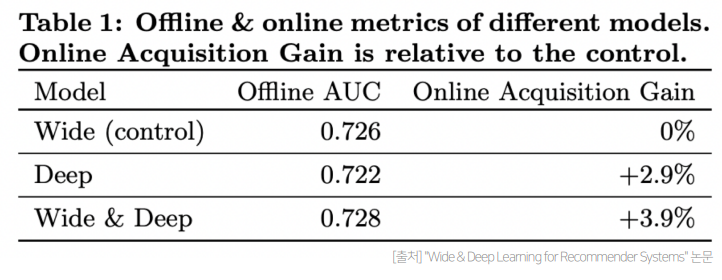 Table 1: Offline & online metrics of different models.
Online Acquisition Gain is relative to the control.
Model Offline AUC Online Acquisition Gain
Wide (control) 0.726 0%
Deep 0.722 +2.9%
Wide & Deep 0.728 +3.9%
[출처] "Wide & Deep Learning for Recommender Systems" 논문